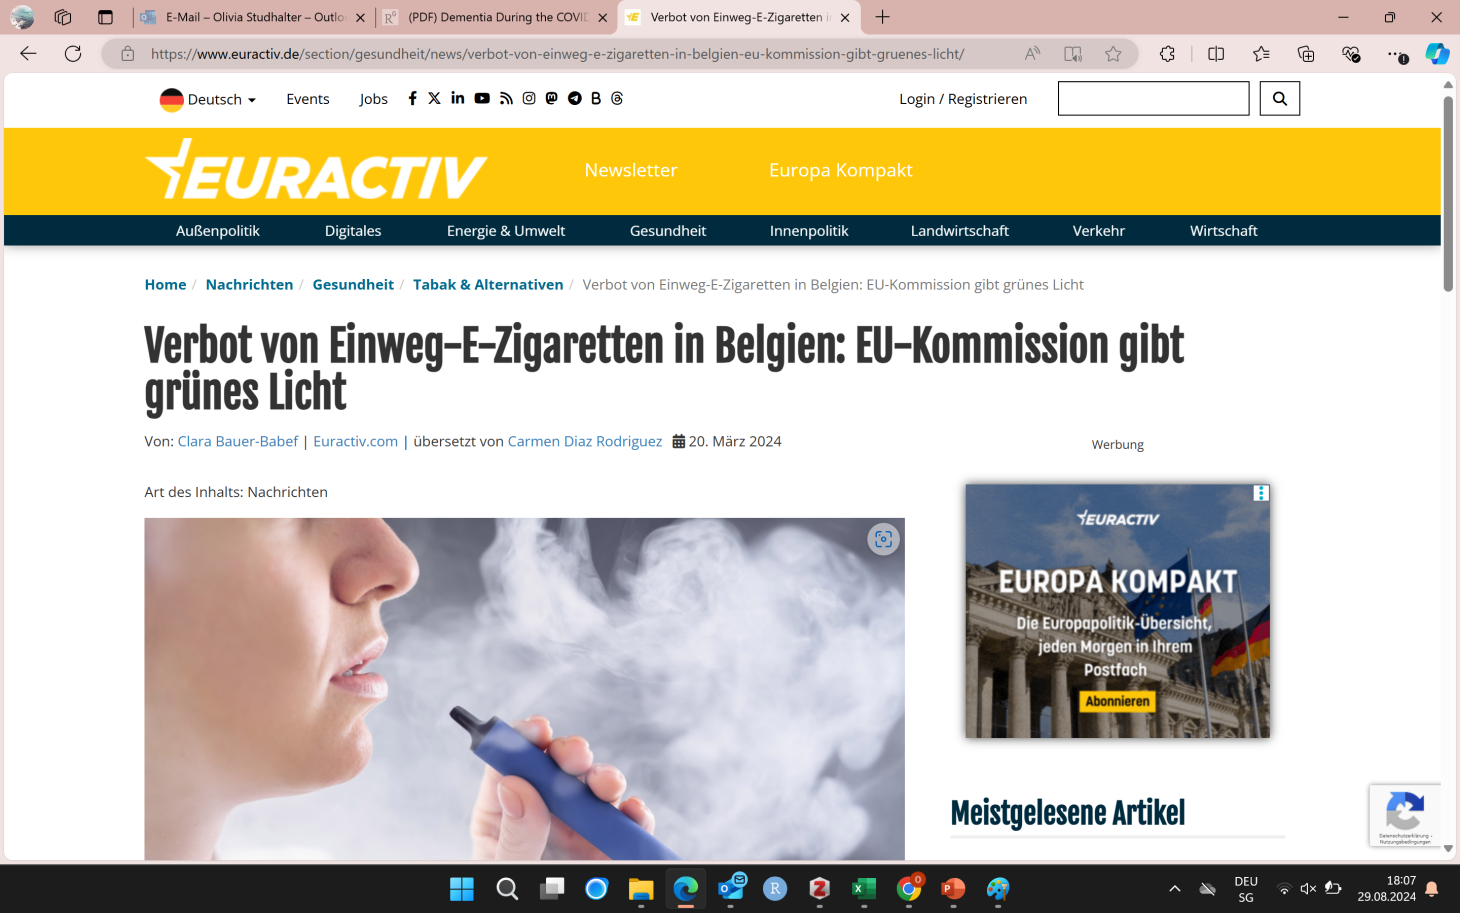 E-Mail – Olivia Studhalter – Outlo
(PDF) Dementia During the COVID
Verbot von Einweg-E-Zigaretten i
https://www.euractiv.de/section/gesundheit/news/verbot-von-einweg-e-zigaretten-in-belgien-eu-kommission-gibt-gruenes-licht/
Deutsch Events Jobs Login / Registrieren
EURACTIV Newsletter Europa Kompakt
Außenpolitik Digitales Energie & Umwelt Gesundheit Innenpolitik Landwirtschaft Verkehr Wirtschaft
Home / Nachrichten / Gesundheit / Tabak & Alternativen / Verbot von Einweg-E-Zigaretten in Belgien: EU-Kommission gibt grünes Licht
Verbot von Einweg-E-Zigaretten in Belgien: EU-Kommission gibt
grünes Licht
Von: Clara Bauer-Babef | Euractiv.com | übersetzt von Carmen Diaz Rodriguez 20. März 2024
Werbung
Art des Inhalts: Nachrichten
EURACTIV
EUROPA KOMPAKT
Die Europapolitik-Übersicht,
jeden Morgen in Ihrem
Postfach
Abonnieren
Meistgelesene Artikel
Datenschutzerklärung -
Nutzungsbedingungen
DEU
SG
18:07
29.08.2024